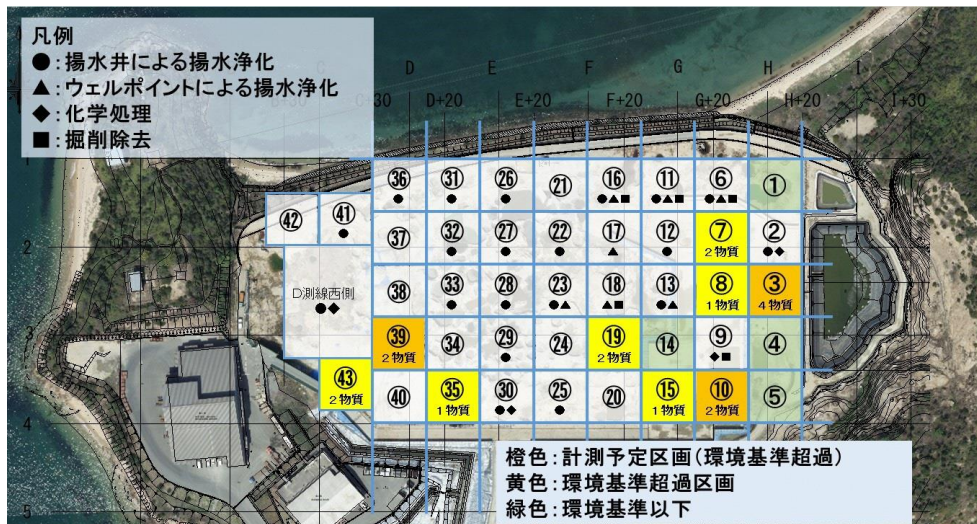 凡例
●：揚水井による揚水浄化
▲：ウェルポイントによる揚水浄化
◆：化学処理
■：掘削除去
C D E F G H I
B+30 C+30 D+20 E+20 F+20 G+20 H+20 I+30
㊱ ㉛ ㉖ ㉑ ⑯ ⑪ ⑥ ①
● ● ● ●▲■ ●▲■ ●▲■
㊷ ㊶
●
㊲ ㉜ ㉗ ㉒ ⑰ ⑫ ⑦ ②
● ● ● ▲ ● 2物質 ●◆
2
㊳ ㉝ ㉘ ㉓ ⑱ ⑬ ⑧ ③
● ● ●▲ ▲■ ●▲ 1物質 4物質
D測線西側
●◆
3
㊴ ㉞ ㉙ ㉔ ⑲ ⑭ ⑨ ④
2物質 ● 2物質 ◆■
㊸ ㊵ ㉟ ㉚ ㉕ ⑳ ⑮ ⑩ ⑤
2物質 1物質 ●◆ ● 1物質 2物質
4
橙色：計測予定区画(環境基準超過)
黄色：環境基準超過区画
緑色：環境基準以下
5